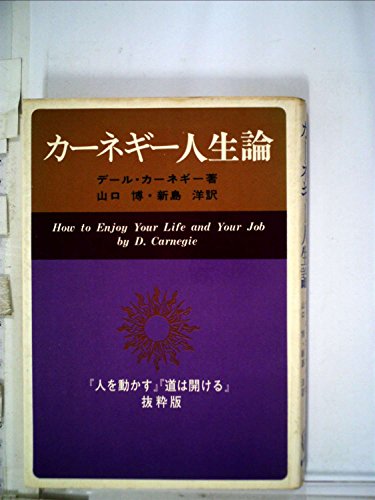 カーネギー人生論
デール・カーネギー著
山口 博・新島 洋訳
How to Enjoy Your Life and Your Job
by D. Carnegie
『人を動かす』『道は開ける』
抜粋版